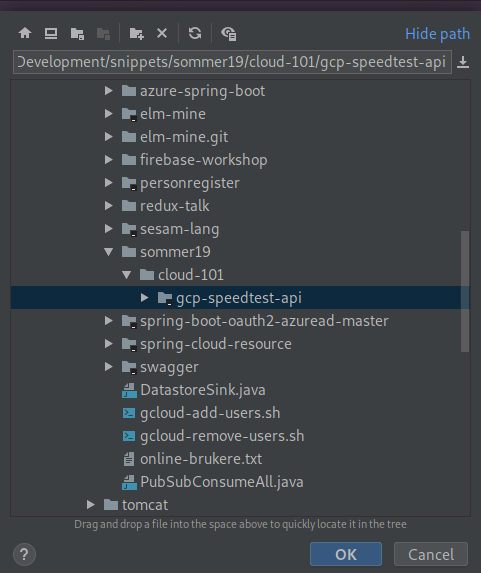 Hide path
Development/snippets/sommer19/cloud-101/gcp-speedtest-api
azure-spring-boot
elm-mine
elm-mine.git
firebase-workshop
personregister
redux-talk
sesam-lang
sommer19
cloud-101
gcp-speedtest-api
spring-boot-oauth2-azuread-master
spring-cloud-resource
swagger
DatastoreSink.java
gcloud-add-users.sh
gcloud-remove-users.sh
online-brukere.txt
PubSubConsumeAll.java
tomcat
Drag and drop a file into the space above to quickly locate it in the tree
?
OK
Cancel